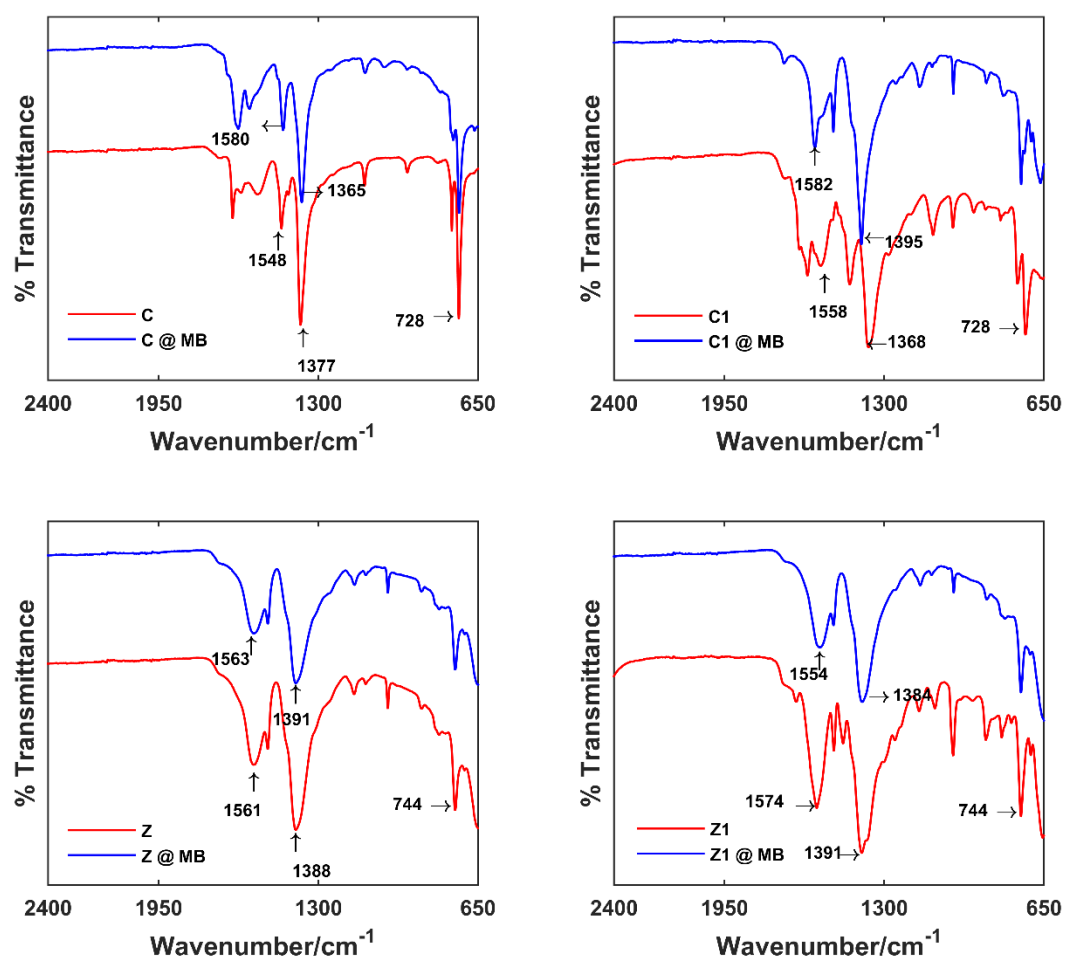 % Transmittance
1580
1365
1548
728
1377
C
C @ MB
2400 1950 1300 650
Wavenumber/cm⁻¹
% Transmittance
1582
1395
1558
728
1368
C1
C1 @ MB
2400 1950 1300 650
Wavenumber/cm⁻¹
% Transmittance
1563
1391
1561
744
1388
Z
Z @ MB
2400 1950 1300 650
Wavenumber/cm⁻¹
% Transmittance
1554
1384
1574
744
1391
Z1
Z1 @ MB
2400 1950 1300 650
Wavenumber/cm⁻¹